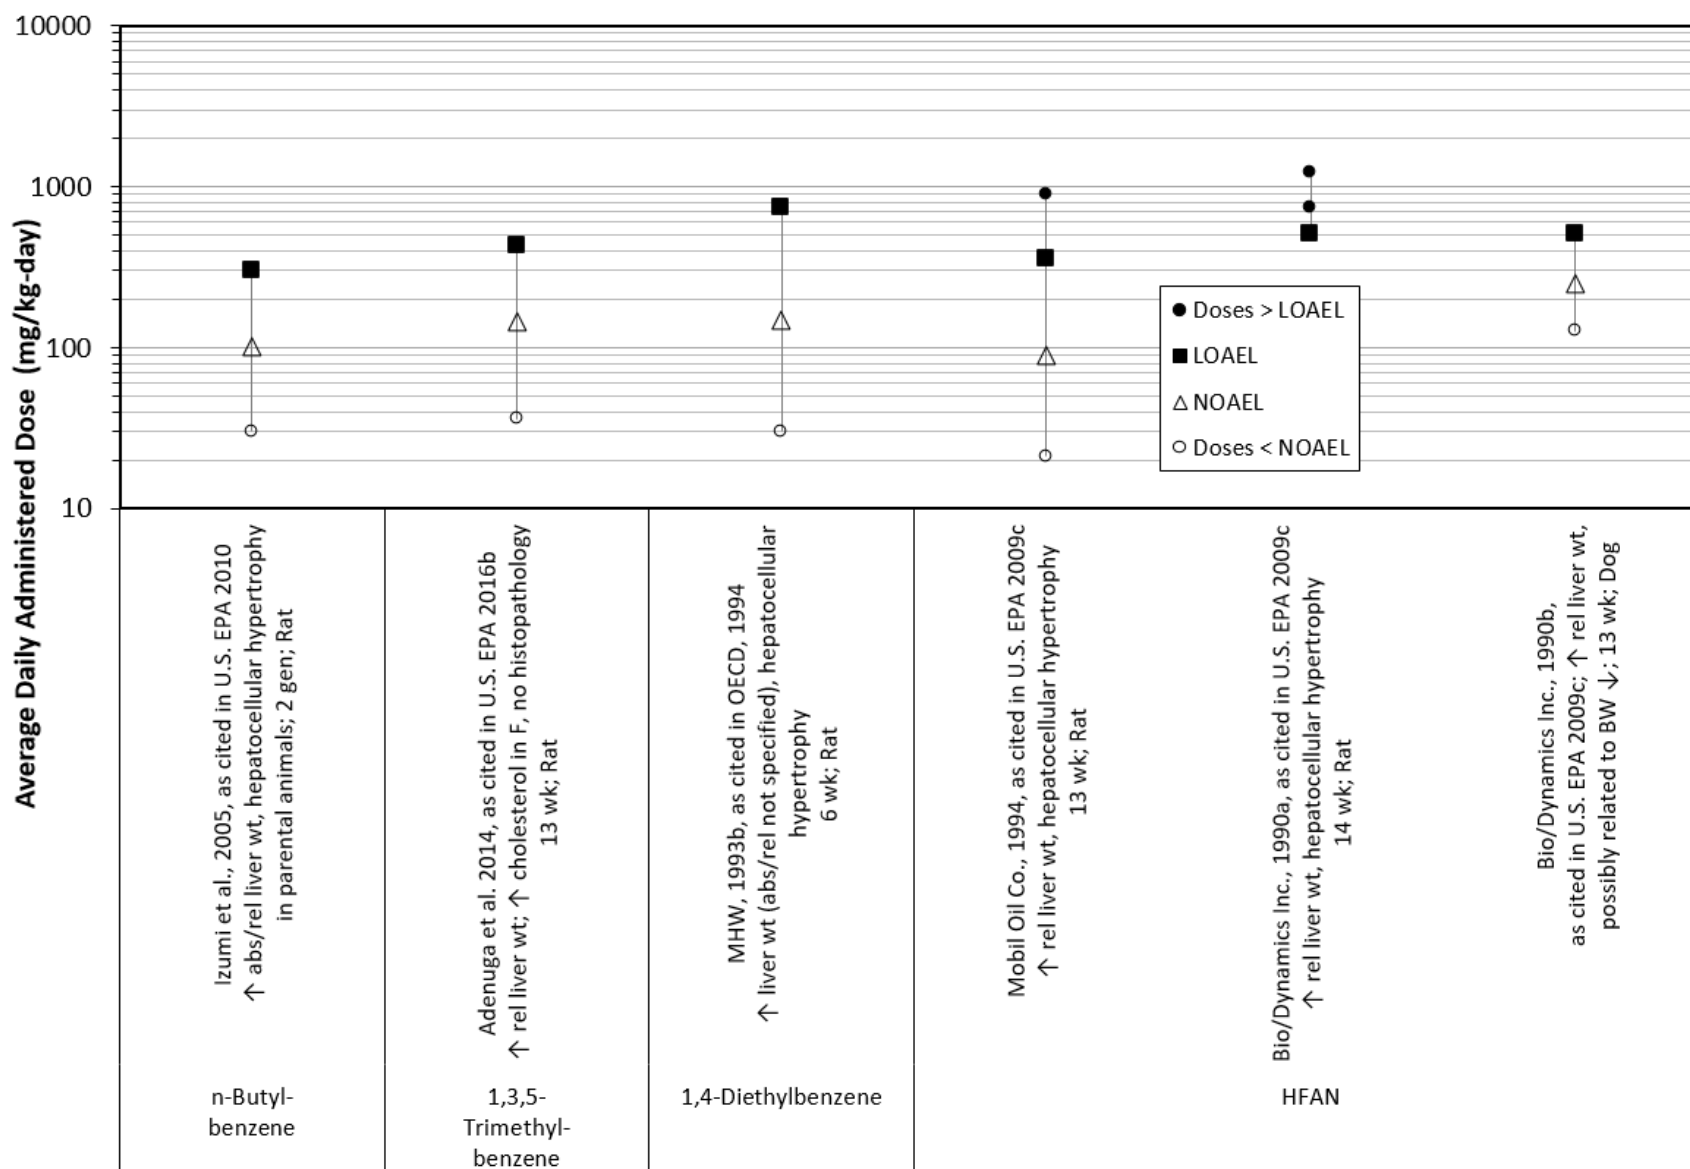 10000
1000
100
10
Average Daily Administered Dose (mg/kg-day)
Doses > LOAEL
LOAEL
NOAEL
Doses < NOAEL
Izumi et al., 2005, as cited in U.S. EPA 2010
↑ abs/rel liver wt, hepatocellular hypertrophy
in parental animals; 2 gen; Rat
Adenuga et al. 2014, as cited in U.S. EPA 2016b
↑ rel liver wt; ↑ cholesterol in F, no histopathology
13 wk; Rat
MHW, 1993b, as cited in OECD, 1994
↑ liver wt (abs/rel not specified), hepatocellular
hypertrophy
6 wk; Rat
Mobil Oil Co., 1994, as cited in U.S. EPA 2009c
↑ rel liver wt, hepatocellular hypertrophy
13 wk; Rat
Bio/Dynamics Inc., 1990a, as cited in U.S. EPA 2009c
↑ rel liver wt, hepatocellular hypertrophy
14 wk; Rat
Bio/Dynamics Inc., 1990b,
as cited in U.S. EPA 2009c; ↑ rel liver wt,
possibly related to BW ↓; 13 wk; Dog
n-Butyl-
benzene
1,3,5-
Trimethyl-
benzene
1,4-Diethylbenzene
HFAN